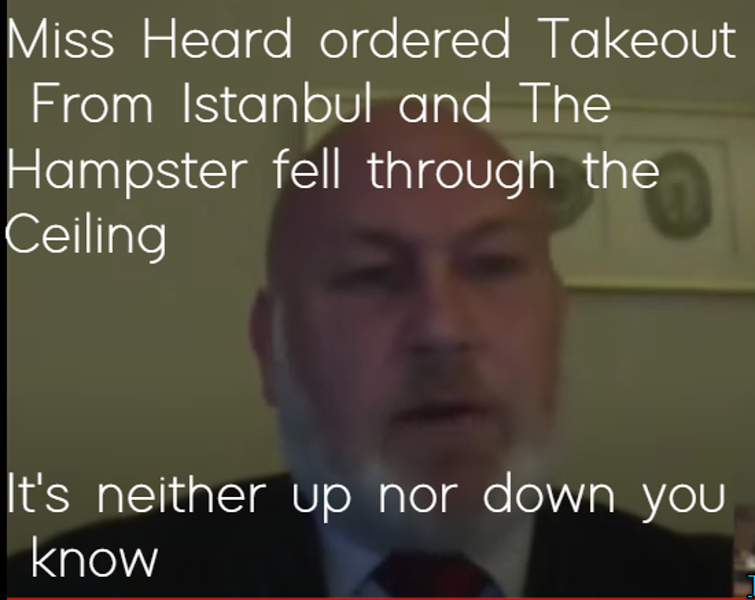 Miss Heard ordered Takeout
From Istanbul and The
Hampster fell through the
Ceiling
It's neither up nor down you
know